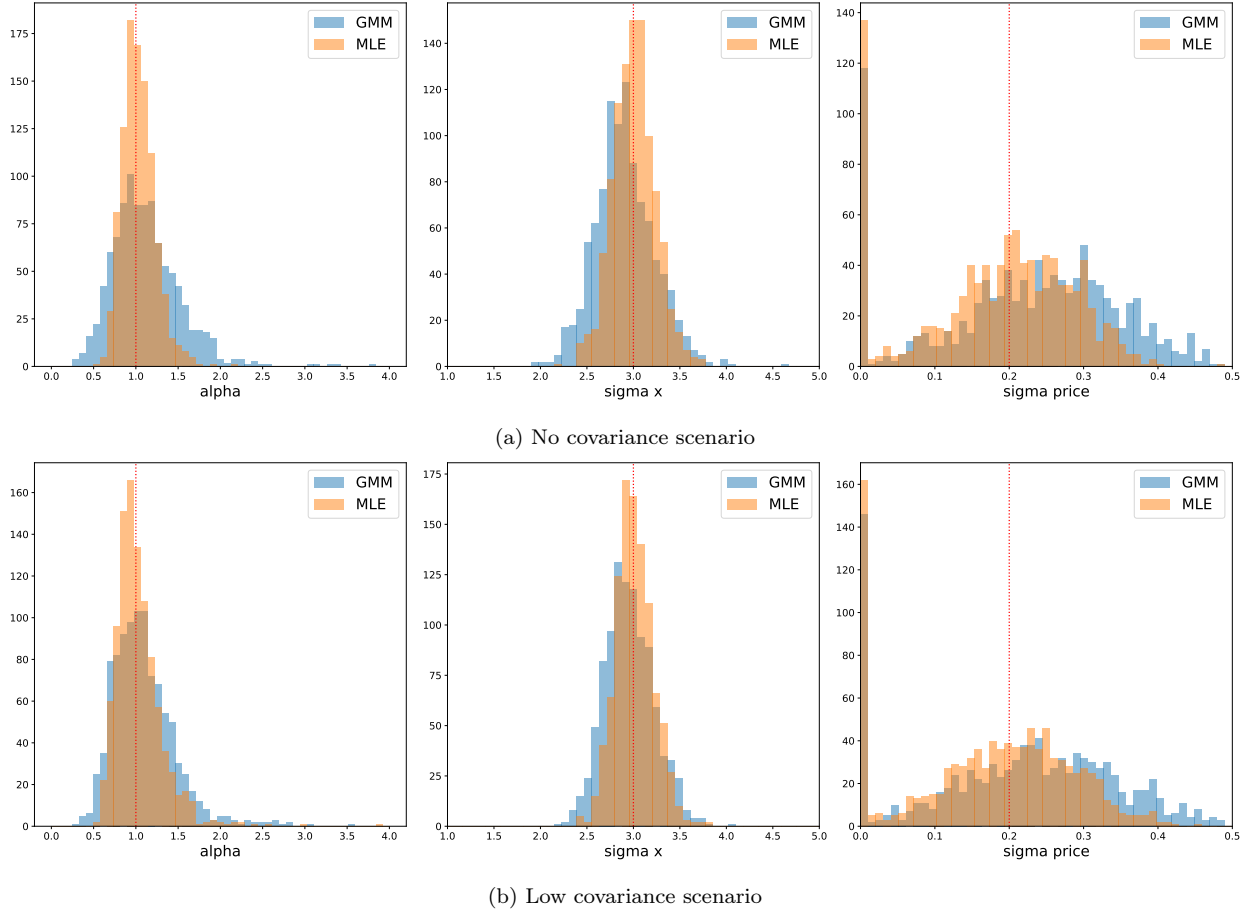 GMM
MLE
175
150
125
100
75
50
25
0
0.0 0.5 1.0 1.5 2.0 2.5 3.0 3.5 4.0
alpha
GMM
MLE
140
120
100
80
60
40
20
0
1.0 1.5 2.0 2.5 3.0 3.5 4.0 4.5 5.0
sigma x
GMM
MLE
140
120
100
80
60
40
20
0
0.0 0.1 0.2 0.3 0.4 0.5
sigma price
(a) No covariance scenario
GMM
MLE
160
140
120
100
80
60
40
20
0
0.0 0.5 1.0 1.5 2.0 2.5 3.0 3.5 4.0
alpha
GMM
MLE
175
150
125
100
75
50
25
0
1.0 1.5 2.0 2.5 3.0 3.5 4.0 4.5 5.0
sigma x
GMM
MLE
160
140
120
100
80
60
40
20
0
0.0 0.1 0.2 0.3 0.4 0.5
sigma price
(b) Low covariance scenario